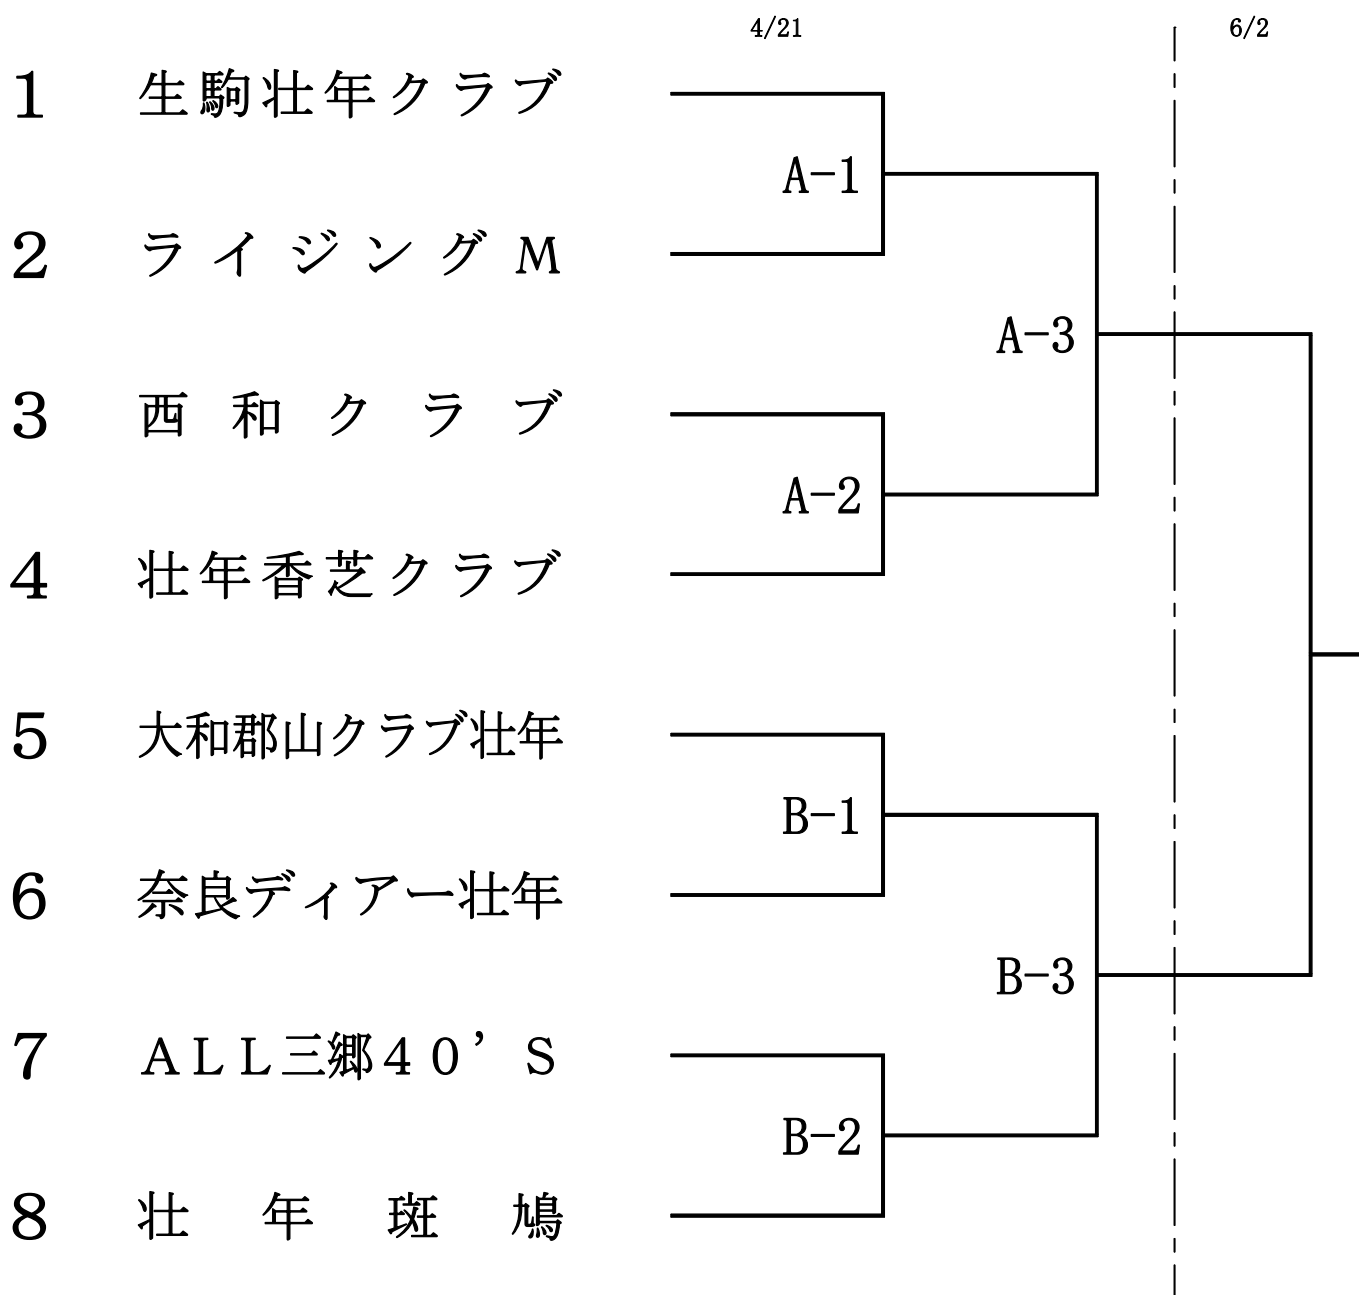 4/21 6/2
1 生駒壮年クラブ
A-1
2 ライジングM
A-3
3 西和クラブ
A-2
4 壮年香芝クラブ
5 大和郡山クラブ壮年
B-1
6 奈良ディアー壮年
B-3
7 ALL三郷40’S
B-2
8 壮年斑鳩